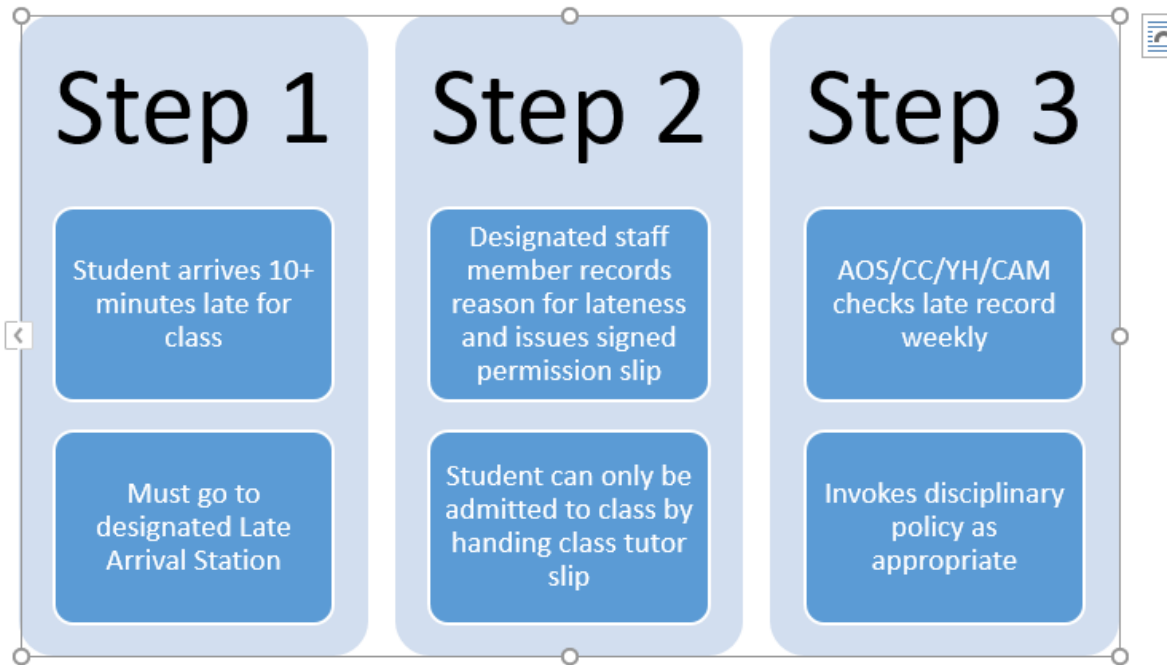 Step 1
Student arrives 10+
minutes late for
class
Must go to
designated Late
Arrival Station
Step 2
Designated staff
member records
reason for lateness
and issues signed
permission slip
Student can only be
admitted to class by
handing class tutor
slip
Step 3
AOS/CC/YH/CAM
checks late record
weekly
Invokes disciplinary
policy as
appropriate